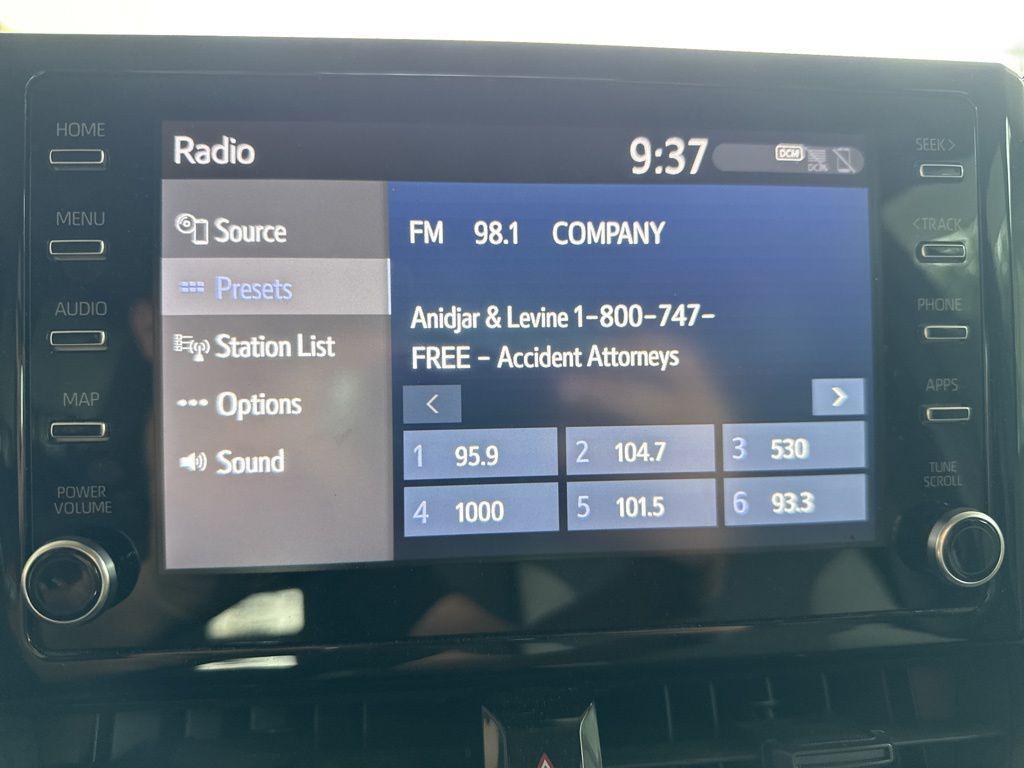 HOME
MENU
AUDIO
MAP
POWER
VOLUME
Radio
9:37
DCM
Source
Presets
Station List
Options
Sound
FM 98.1 COMPANY
Anidjar & Levine 1-800-747-
FREE - Accident Attorneys
<
>
1 95.9
2 104.7
3 530
4 1000
5 101.5
6 93.3
SEEK>
<TRACK
PHONE
APPS
TUNE
SCROLL